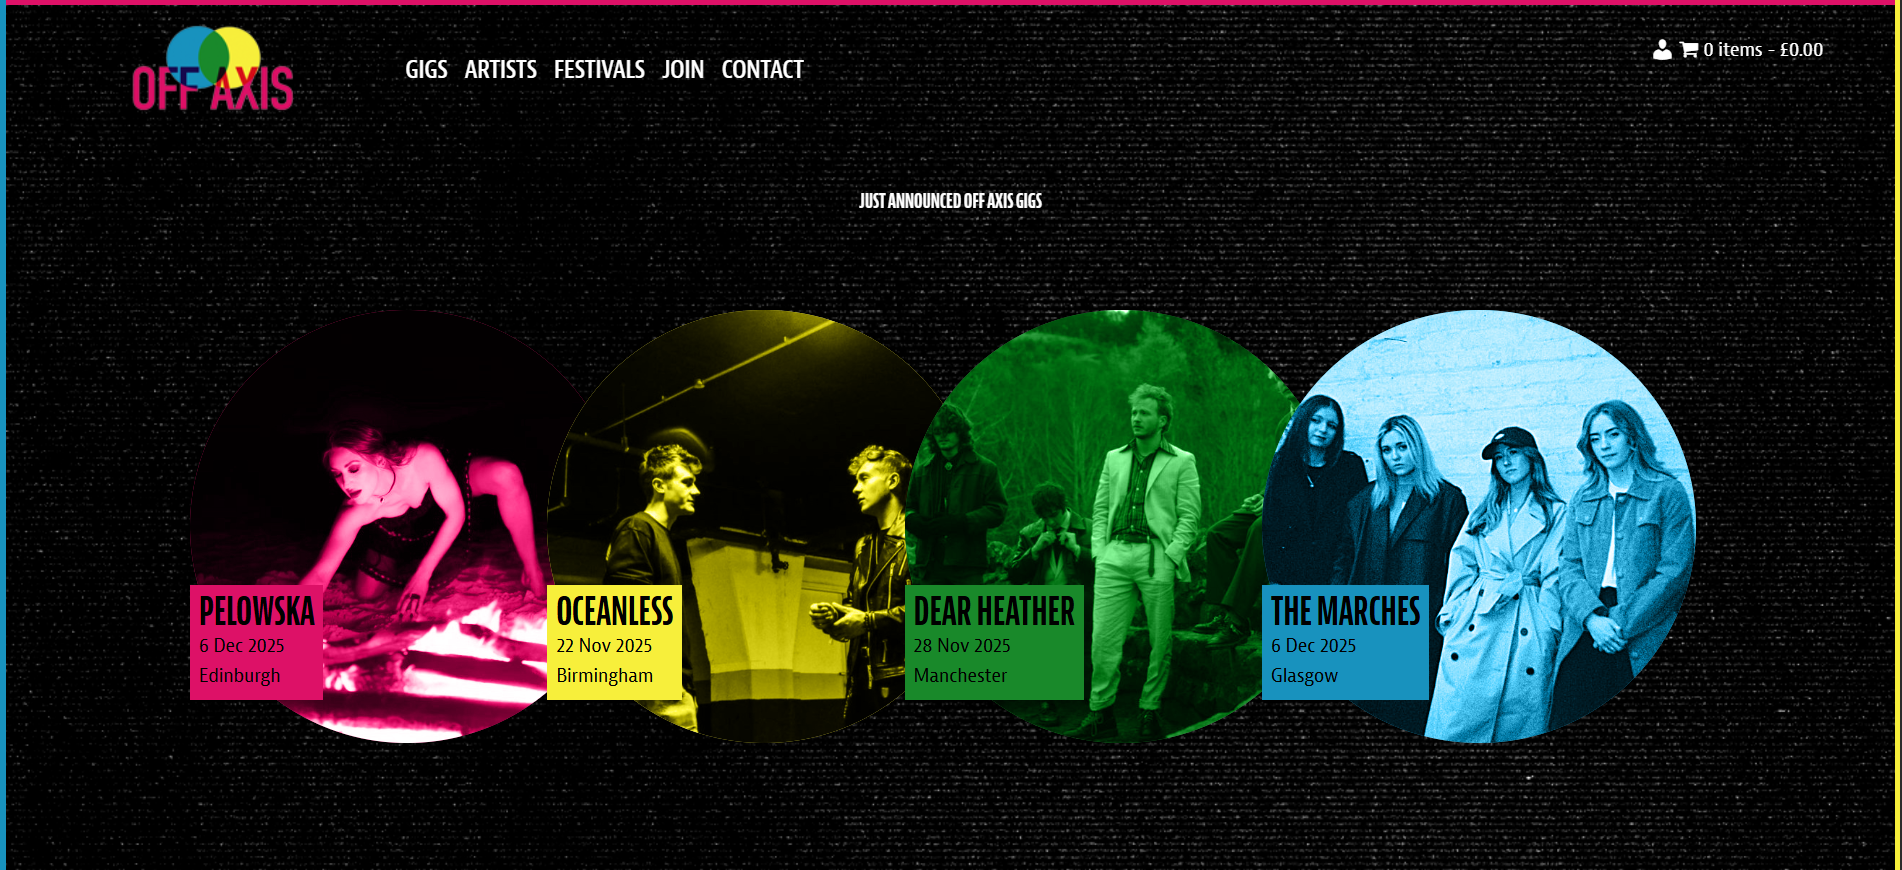 OFF AXIS
GIGS ARTISTS FESTIVALS JOIN CONTACT
0 items - £0.00
JUST ANNOUNCED OFF AXIS GIGS
PELOWSKA
6 Dec 2025
Edinburgh
OCEANLESS
22 Nov 2025
Birmingham
DEAR HEATHER
28 Nov 2025
Manchester
THE MARCHES
6 Dec 2025
Glasgow